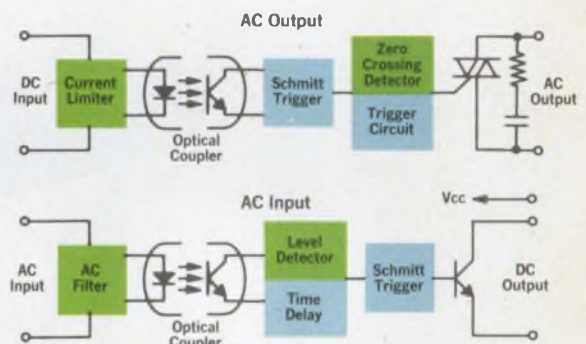 AC Output
DC
Input
Current
Limiter
Optical
Coupler
Schmitt
Trigger
Zero
Crossing
Detector
Trigger
Circuit
AC
Output
AC Input
AC
Input
AC
Filter
Optical
Coupler
Level
Detector
Time
Delay
Schmitt
Trigger
Vcc
DC
Output